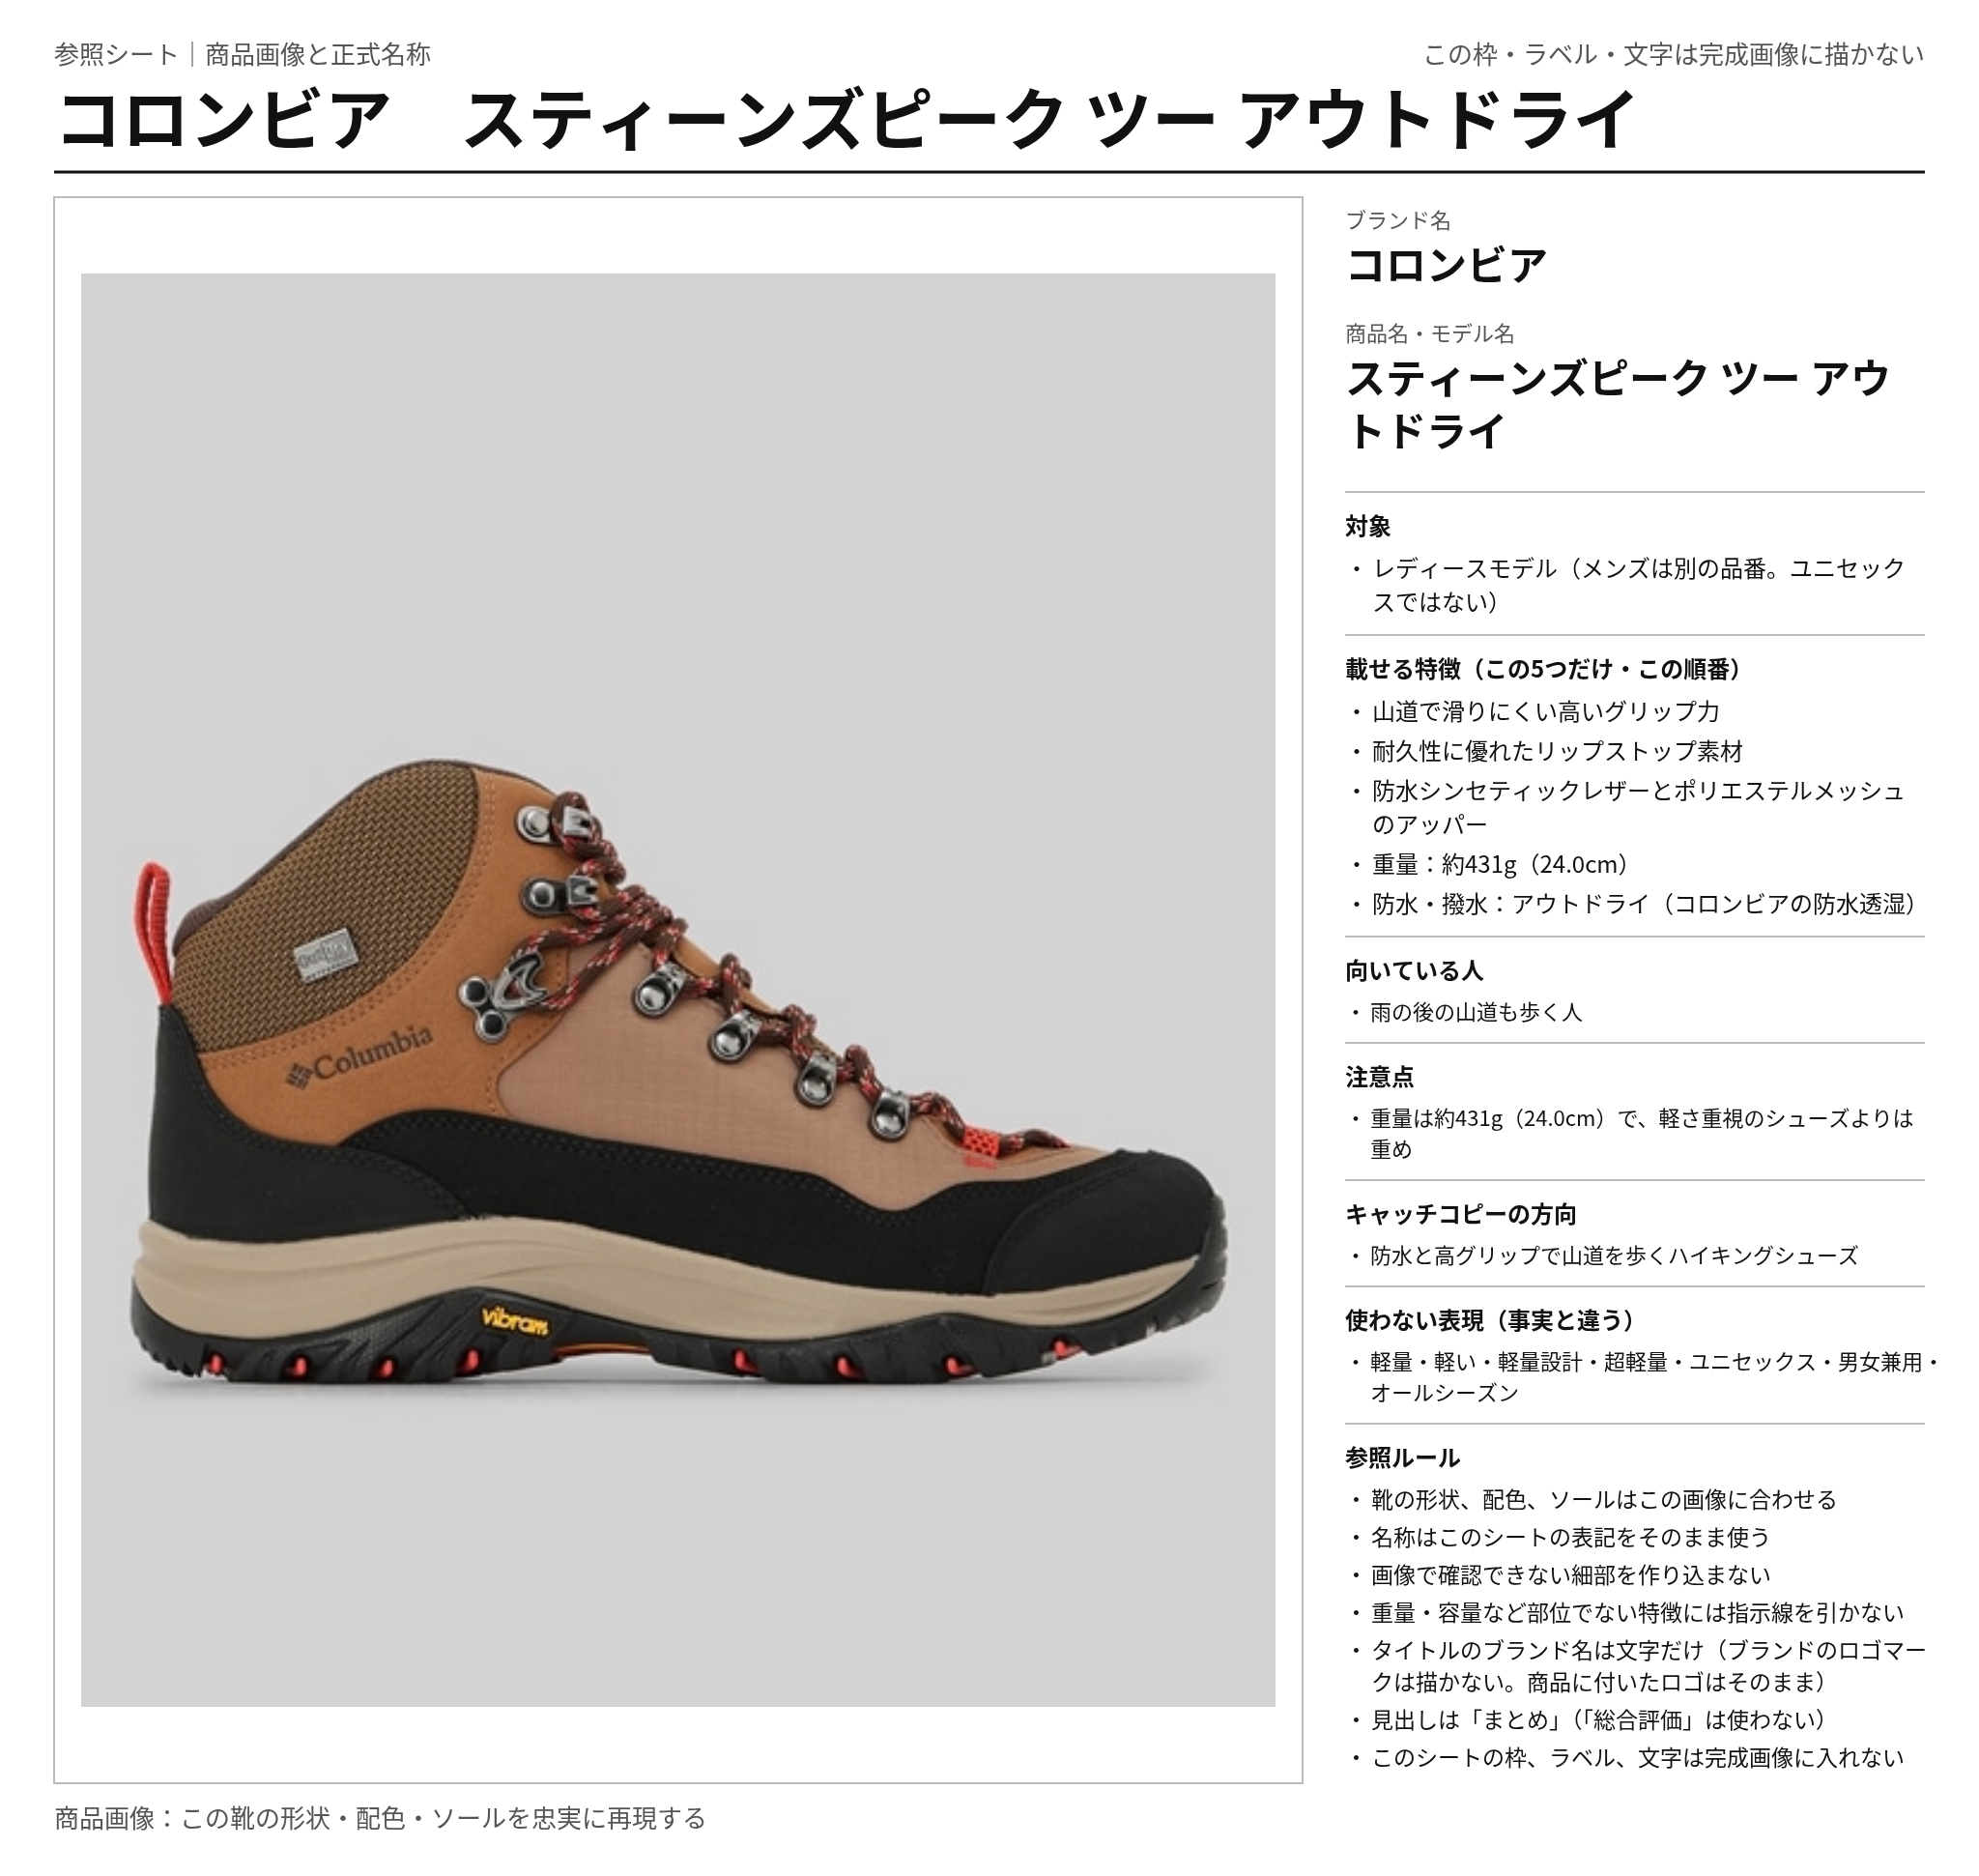 参照シート｜商品画像と正式名称
この枠・ラベル・文字は完成画像に描かない
コロンビア　スティーンズピーク ツー アウトドライ
Columbia
vibram
商品画像：この靴の形状・配色・ソールを忠実に再現する
ブランド名
コロンビア
商品名・モデル名
スティーンズピーク ツー アウ
トドライ
対象
・レディースモデル（メンズは別の品番。ユニセック
スではない）
載せる特徴（この5つだけ・この順番）
・山道で滑りにくい高いグリップ力
・耐久性に優れたリップストップ素材
・防水シンセティックレザーとポリエステルメッシュ
のアッパー
・重量：約431g（24.0cm）
・防水・撥水：アウトドライ（コロンビアの防水透湿）
向いている人
・雨の後の山道も歩く人
注意点
・重量は約431g（24.0cm）で、軽さ重視のシューズよりは
重め
キャッチコピーの方向
・防水と高グリップで山道を歩くハイキングシューズ
使わない表現（事実と違う）
・軽量・軽い・軽量設計・超軽量・ユニセックス・男女兼用・
オールシーズン
参照ルール
・靴の形状、配色、ソールはこの画像に合わせる
・名称はこのシートの表記をそのまま使う
・画像で確認できない細部を作り込まない
・重量・容量など部位でない特徴には指示線を引かない
・タイトルのブランド名は文字だけ（ブランドのロゴマー
クは描かない。商品に付いたロゴはそのまま）
・見出しは「まとめ」（「総合評価」は使わない）
・このシートの枠、ラベル、文字は完成画像に入れない